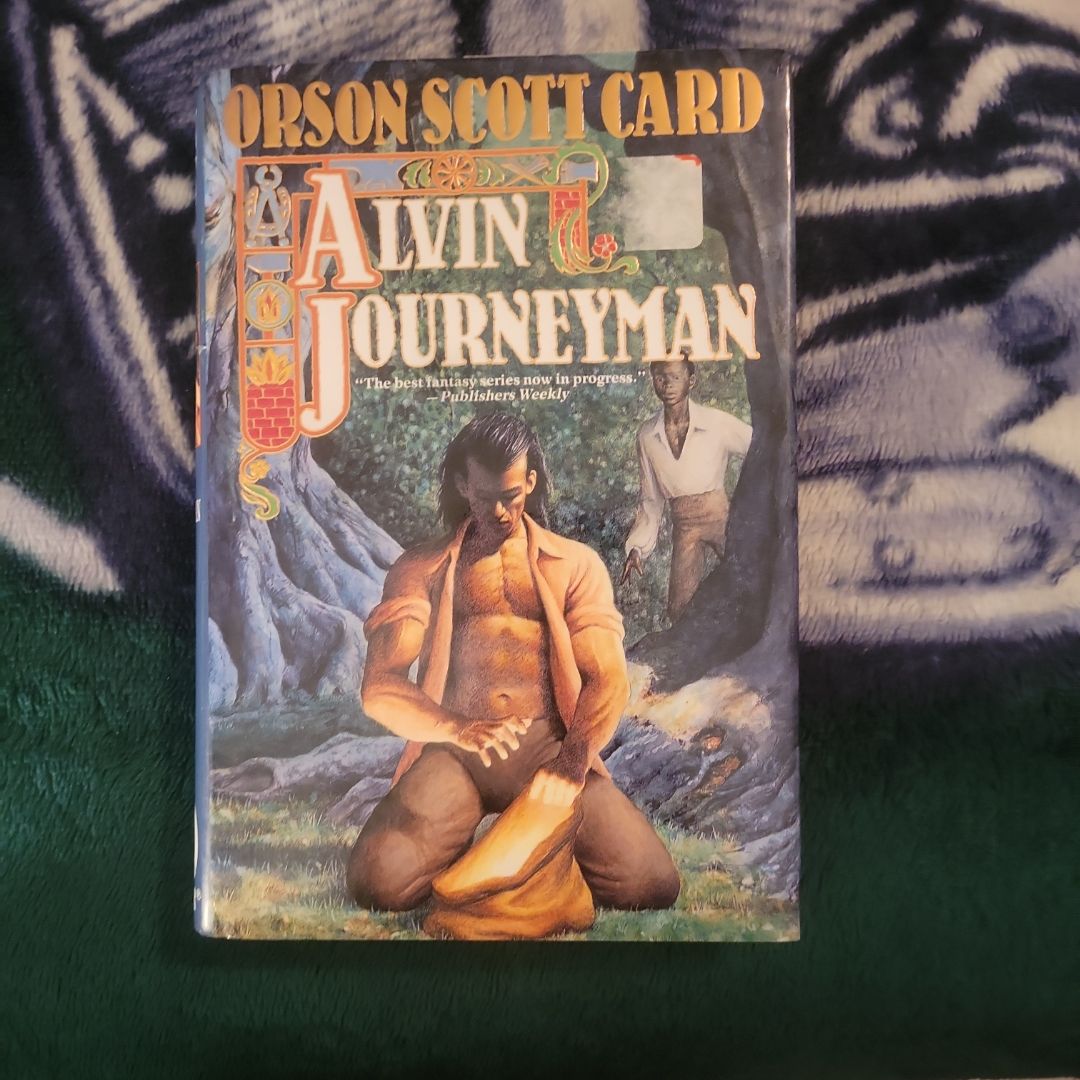 ORSON SCOTT CARD
ALVIN
JOURNEYMAN
“The best fantasy series now in progress.”
—Publishers Weekly